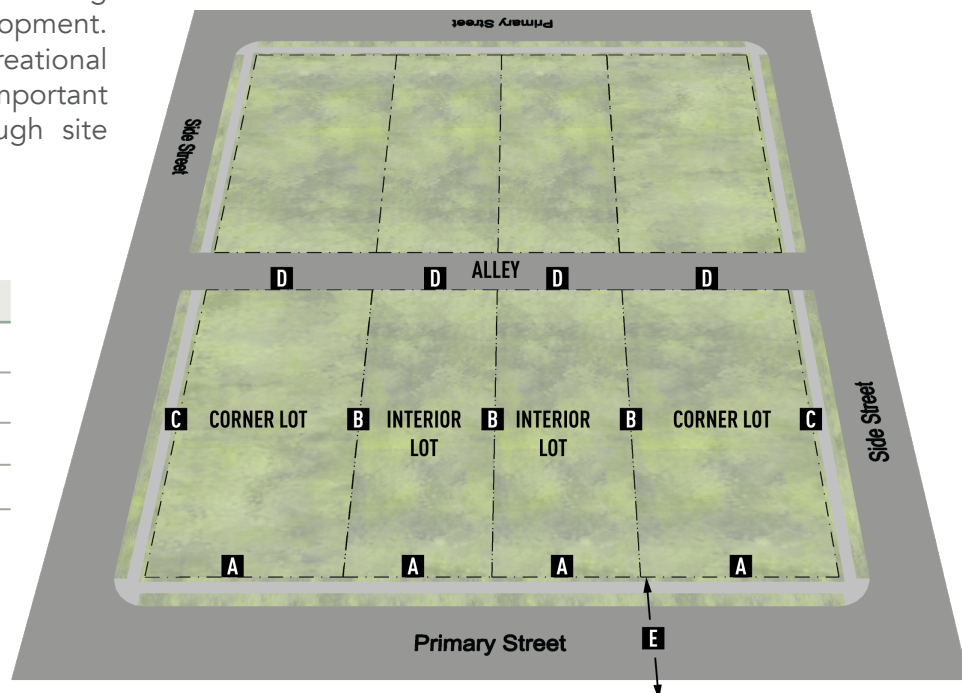 opment.
reational
mportant
ugh site
Primary Street
Side Street
ALLEY
D D D D
C CORNER LOT B INTERIOR LOT B INTERIOR LOT B CORNER LOT C
Side Street
A A A A
Primary Street
E